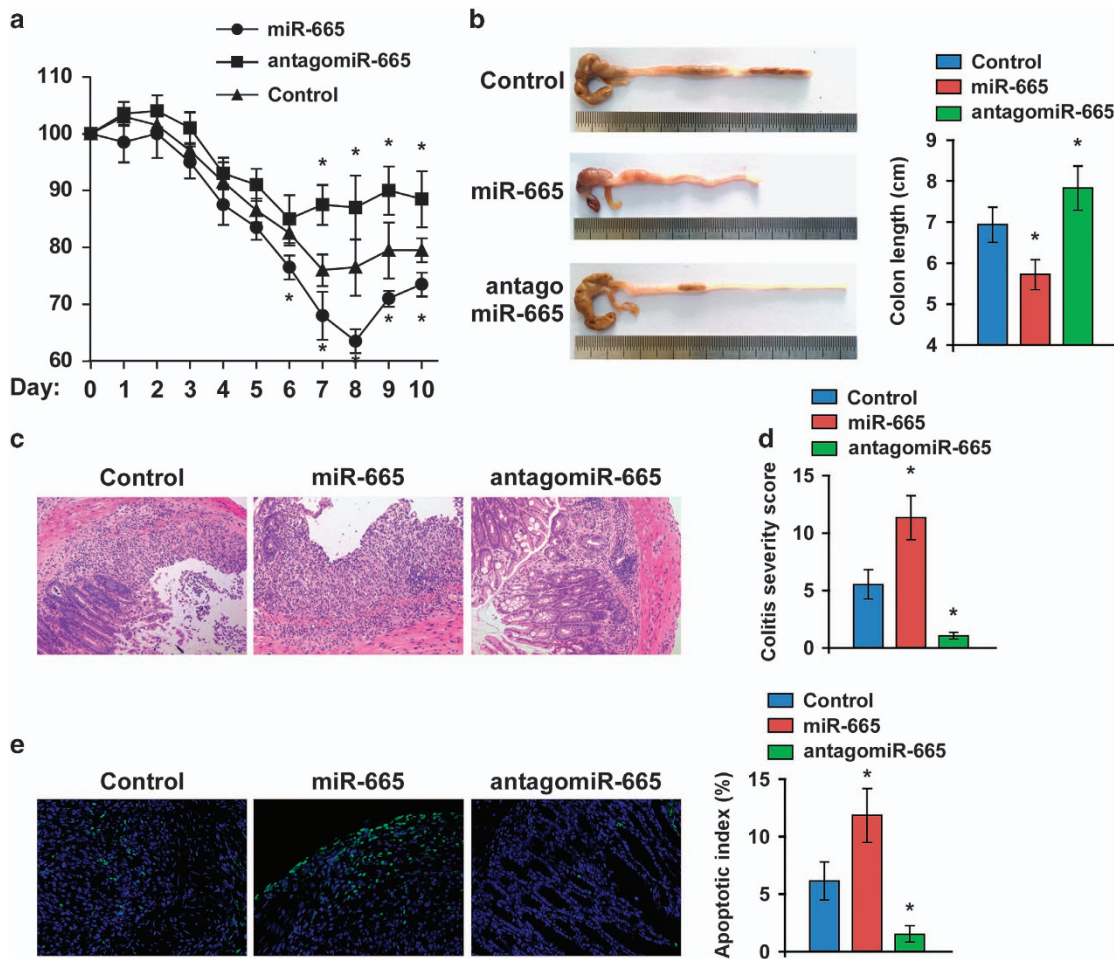 a
miR-665
antagomiR-665
Control
110
100
90
80
70
60
* * * *
* * * * *
Day: 0 1 2 3 4 5 6 7 8 9 10
b
Control
miR-665
antago
miR-665
Control
miR-665
antagomiR-665
Colon length (cm)
9
8
7
6
5
4
*
*
c
Control miR-665 antagomiR-665
d
Control
miR-665
antagomiR-665
Colitis severity score
15
10
5
0
*
*
e
Control miR-665 antagomiR-665
Control
miR-665
antagomiR-665
Apoptotic index (%)
15
10
5
0
*
*